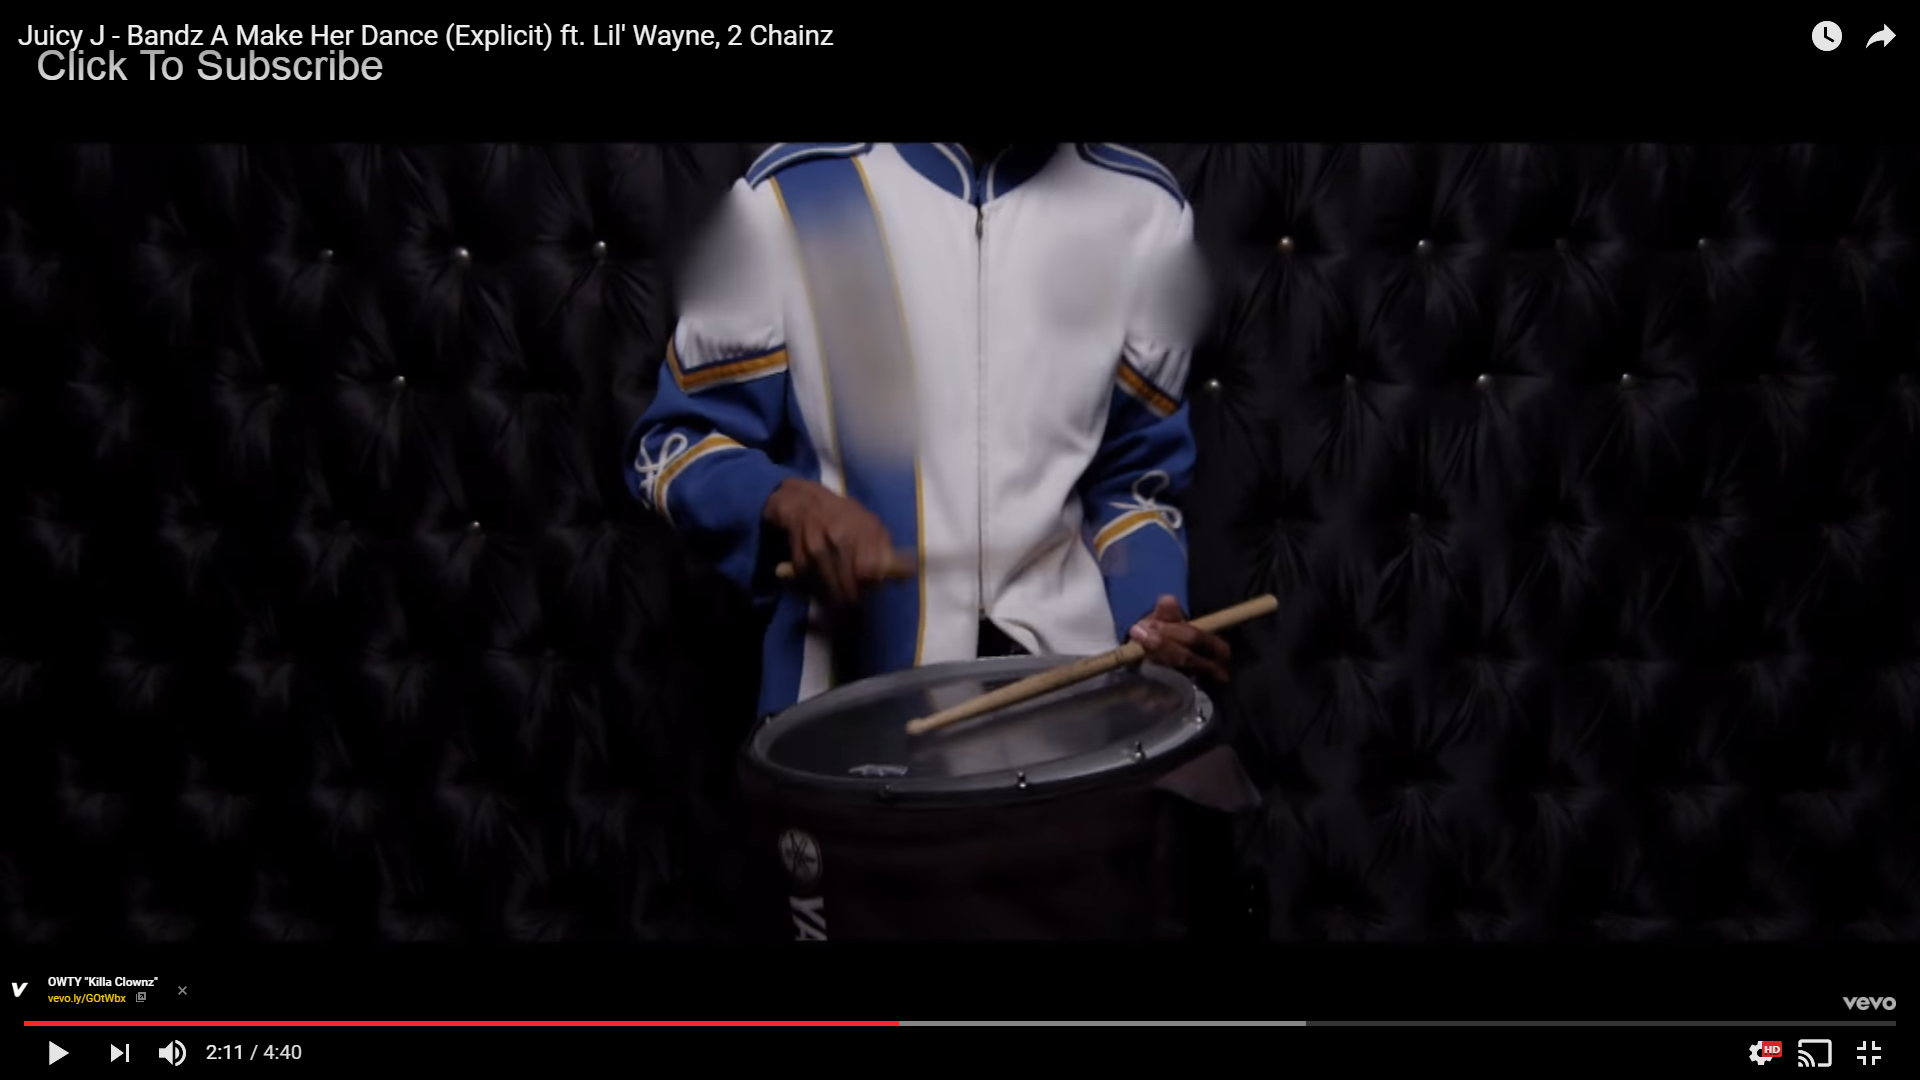 Juicy J - Bandz A Make Her Dance (Explicit) ft. Lil' Wayne, 2 Chainz
Click To Subscribe
YA
OWTY "Killa Clownz"
vevo.ly/GOtWbx
vevo
2:11 / 4:40
HD